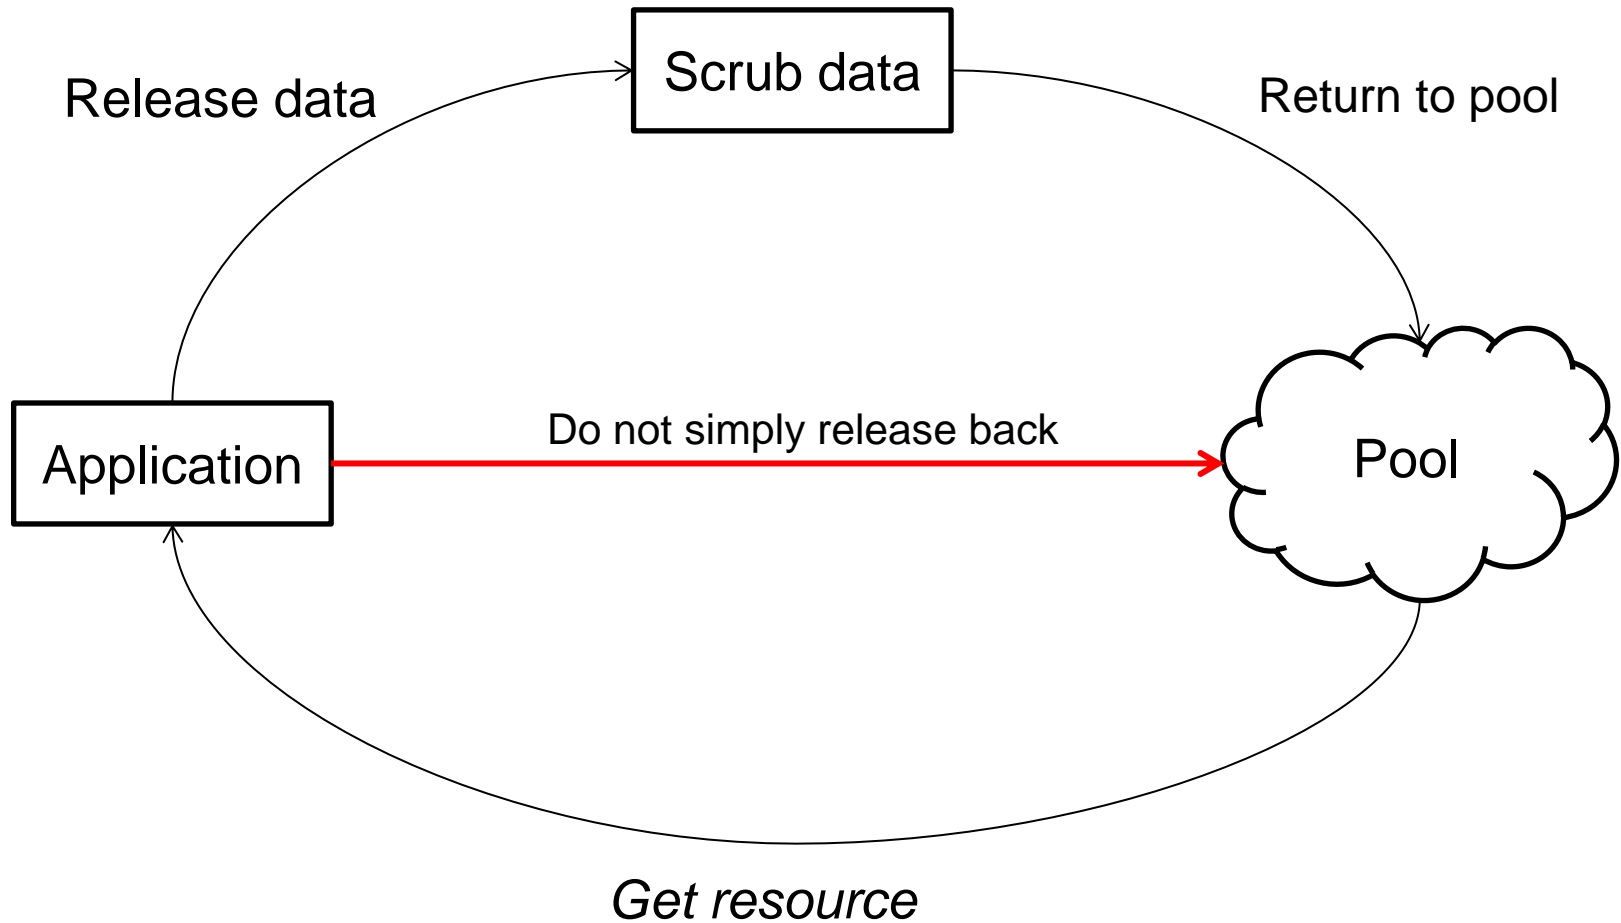 Scrub data
Release data
Return to pool
Do not simply release back
Application
Pool
Get resource